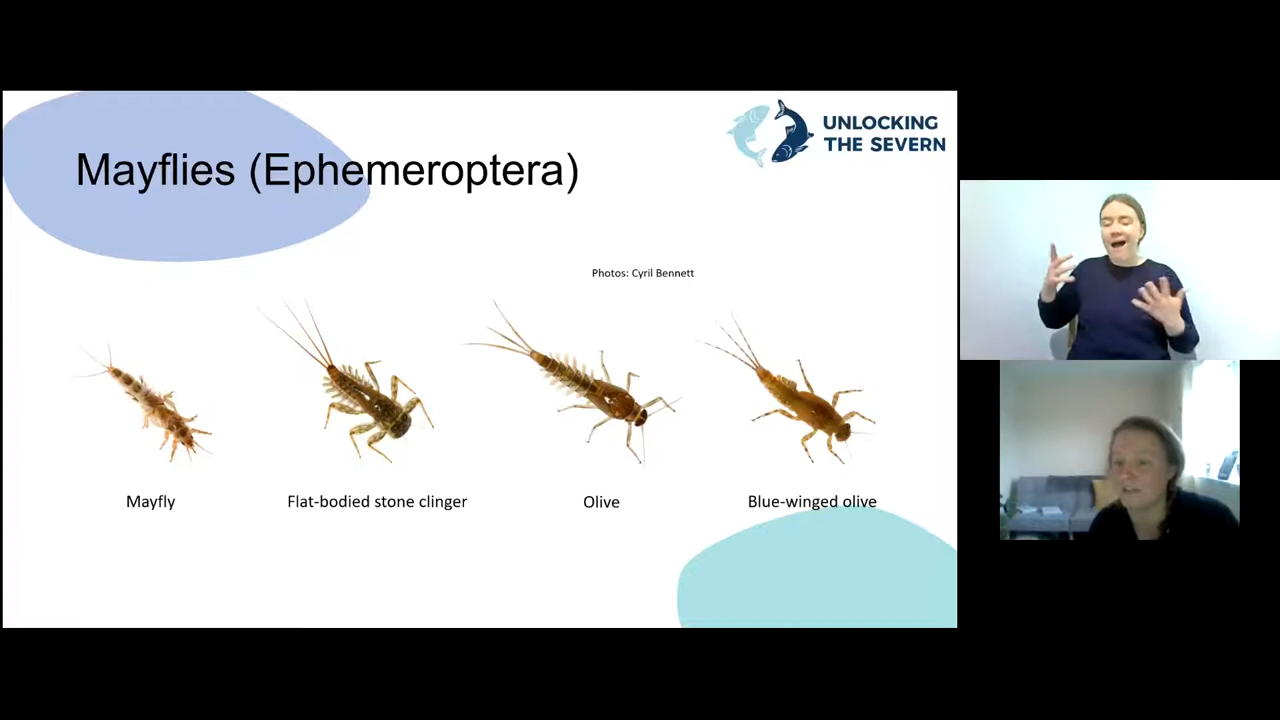 UNLOCKING
THE SEVERN
Mayflies (Ephemeroptera)
Photos: Cyril Bennett
Mayfly
Flat-bodied stone clinger
Olive
Blue-winged olive